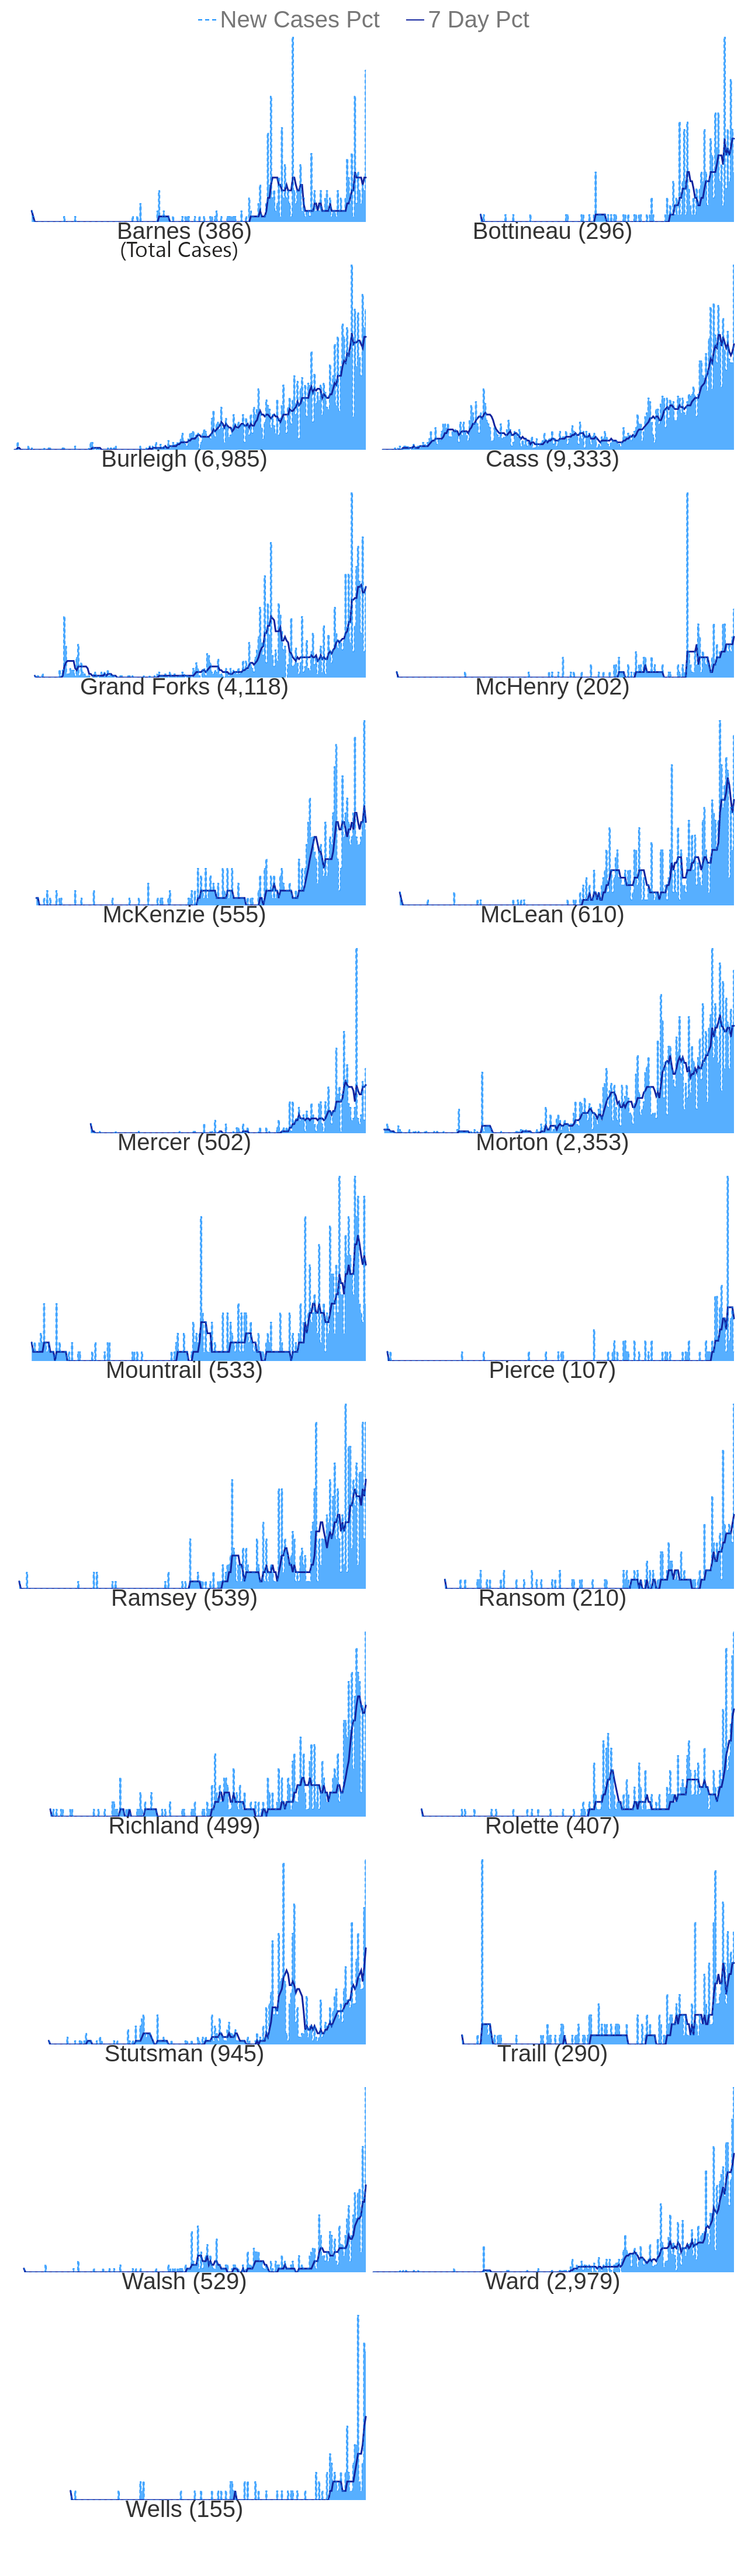 New Cases Pct 7 Day Pct
Barnes (386) Bottineau (296)
(Total Cases)
Burleigh (6,985) Cass (9,333)
Grand Forks (4,118) McHenry (202)
McKenzie (555) McLean (610)
Mercer (502) Morton (2,353)
Mountrail (533) Pierce (107)
Ramsey (539) Ransom (210)
Richland (499) Rolette (407)
Stutsman (945) Traill (290)
Walsh (529) Ward (2,979)
Wells (155)